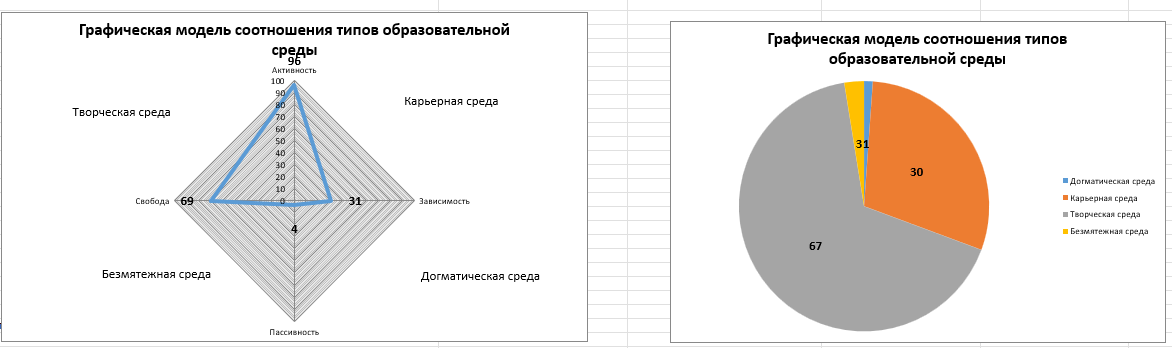 Графическая модель соотношения типов образовательной
среды
96
Активность
100
90
80
70
60
50
40
30
20
10
0
Творческая среда
Карьерная среда
Свобода
69
31
Зависимость
4
Безмятежная среда
Догматическая среда
Пассивность
Графическая модель соотношения типов
образовательной среды
31
30
67
Догматическая среда
Карьерная среда
Творческая среда
Безмятежная среда